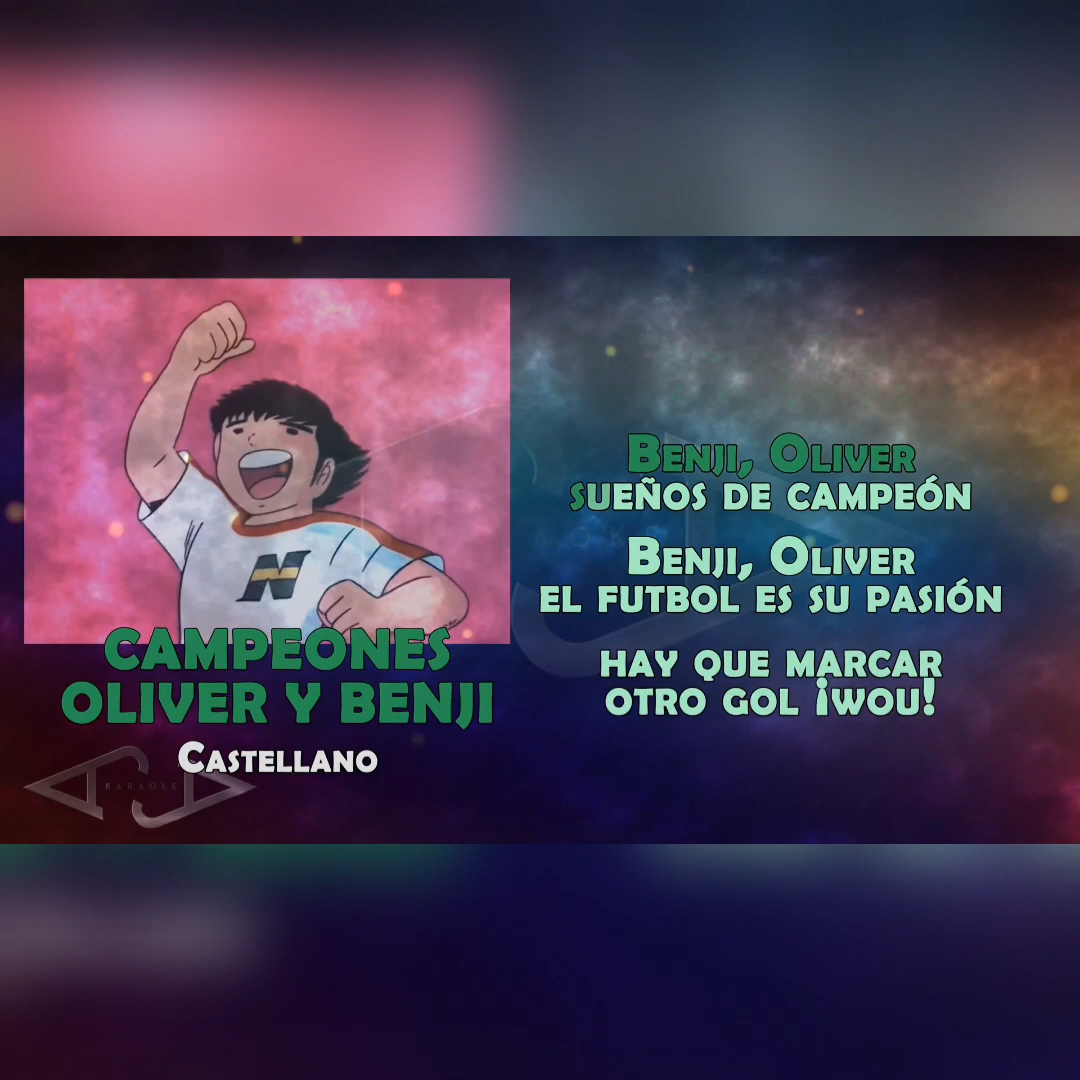 BENJI, OLIVER
SUEÑOS DE CAMPEÓN
BENJI, OLIVER
EL FUTBOL ES SU PASIÓN
HAY QUE MARCAR
OTRO GOL ¡WOU!
N
CAMPEONES
OLIVER Y BENJI
CASTELLANO
KARAOKE